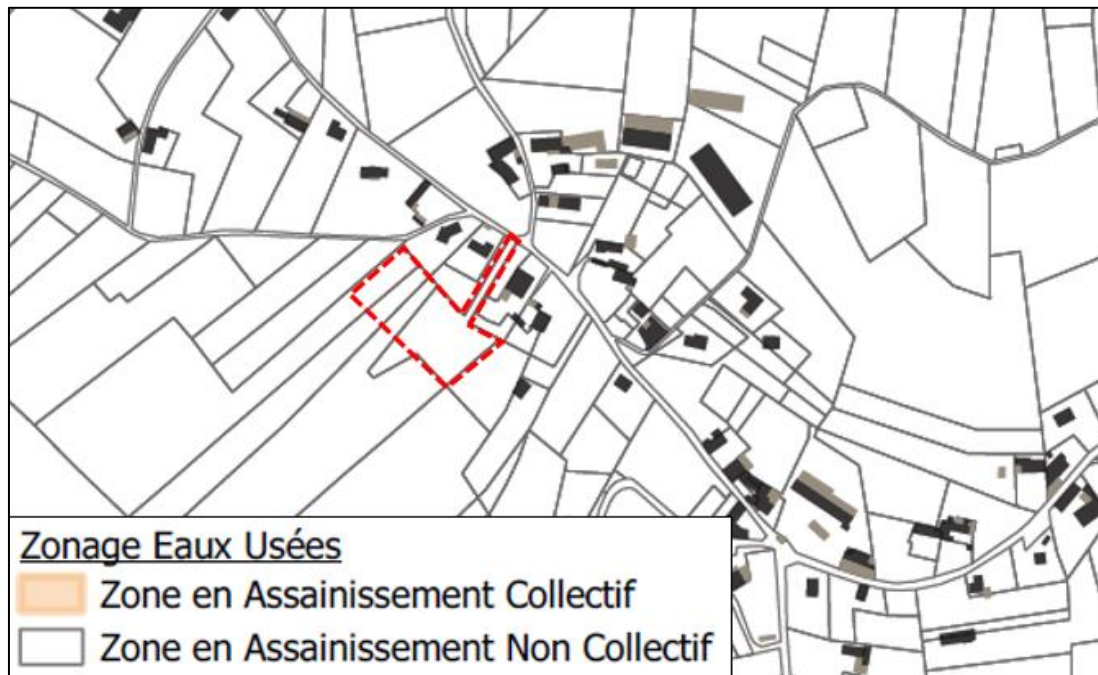 Zonage Eaux Usées
Zone en Assainissement Collectif
Zone en Assainissement Non Collectif